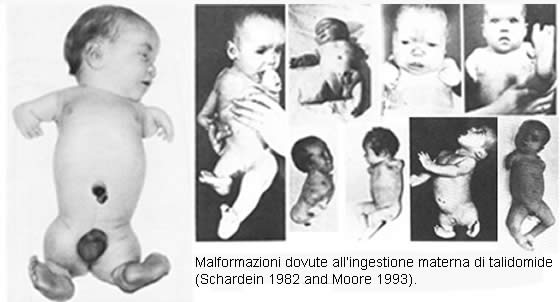 Malformazioni dovute all'ingestione materna di talidomide
(Schardein 1982 and Moore 1993).